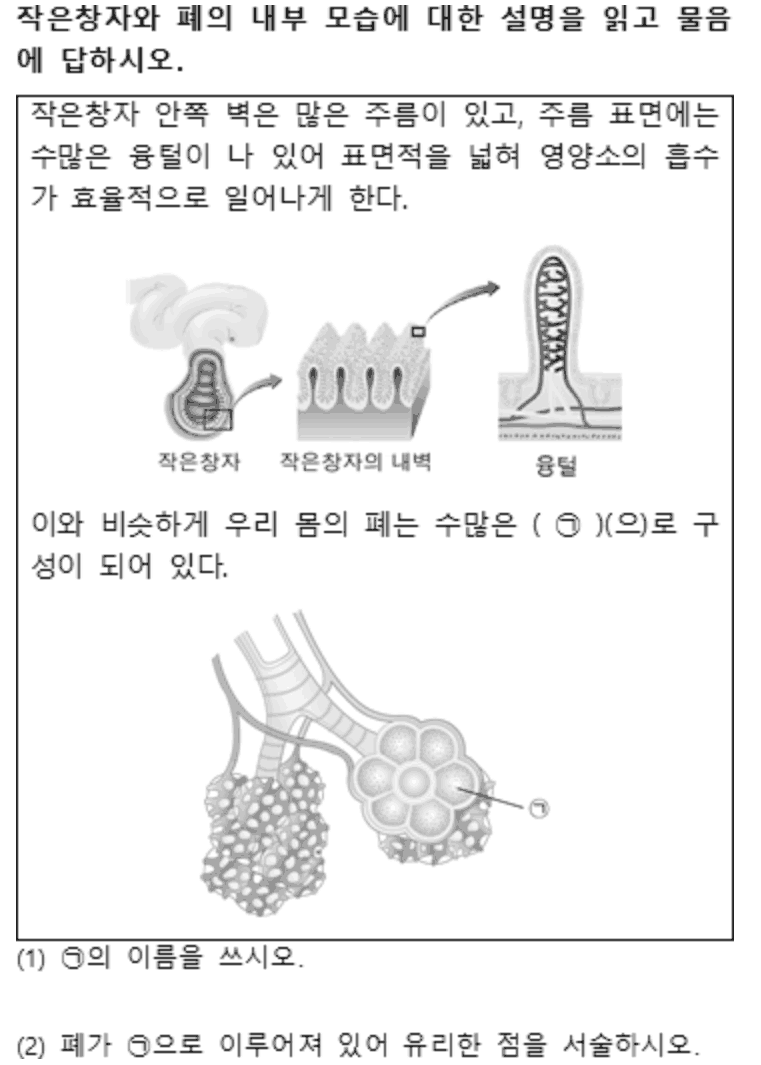 작은창자와 폐의 내부 모습에 대한 설명을 읽고 물음
에 답하시오.
작은창자 안쪽 벽은 많은 주름이 있고, 주름 표면에는
수많은 융털이 나 있어 표면적을 넓혀 영양소의 흡수
가 효율적으로 일어나게 한다.
작은창자 작은창자의 내벽 융털
이와 비슷하게 우리 몸의 폐는 수많은 ( ㉠ )(으)로 구
성이 되어 있다.
㉠
(1) ㉠의 이름을 쓰시오.
(2) 폐가 ㉠으로 이루어져 있어 유리한 점을 서술하시오.